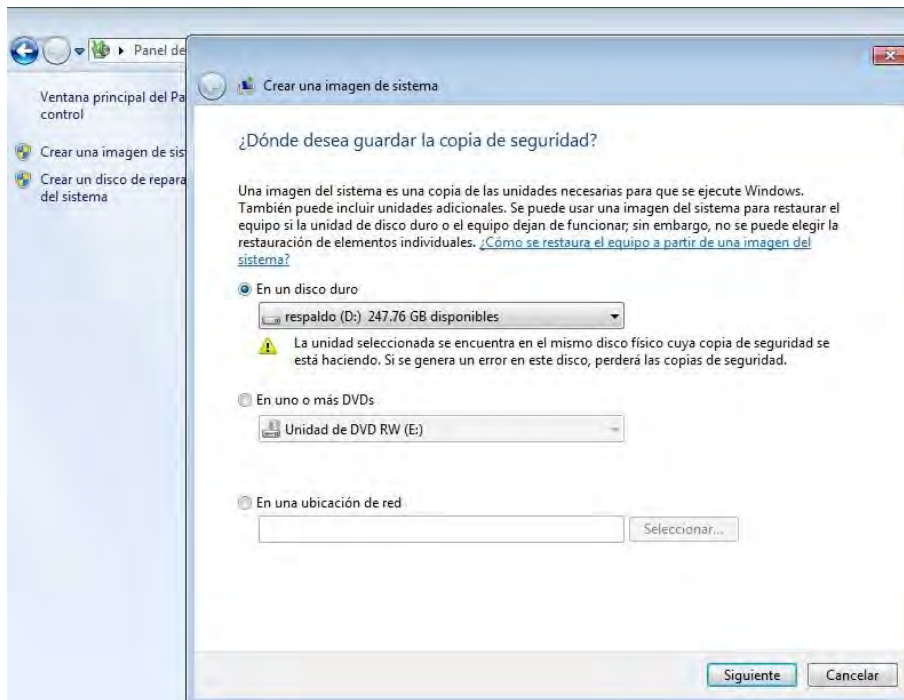 Panel de
Ventana principal del Pa
control
Crear una imagen de sis
Crear un disco de repara
del sistema
Crear una imagen de sistema
¿Dónde desea guardar la copia de seguridad?
Una imagen del sistema es una copia de las unidades necesarias para que se ejecute Windows.
También puede incluir unidades adicionales. Se puede usar una imagen del sistema para restaurar el
equipo si la unidad de disco duro o el equipo dejan de funcionar; sin embargo, no se puede elegir la
restauración de elementos individuales. ¿Cómo se restaura el equipo a partir de una imagen del
sistema?
En un disco duro
respaldo (D:) 247.76 GB disponibles
La unidad seleccionada se encuentra en el mismo disco físico cuya copia de seguridad se
está haciendo. Si se genera un error en este disco, perderá las copias de seguridad.
En uno o más DVDs
Unidad de DVD RW (E:)
En una ubicación de red
Seleccionar...
Siguiente
Cancelar